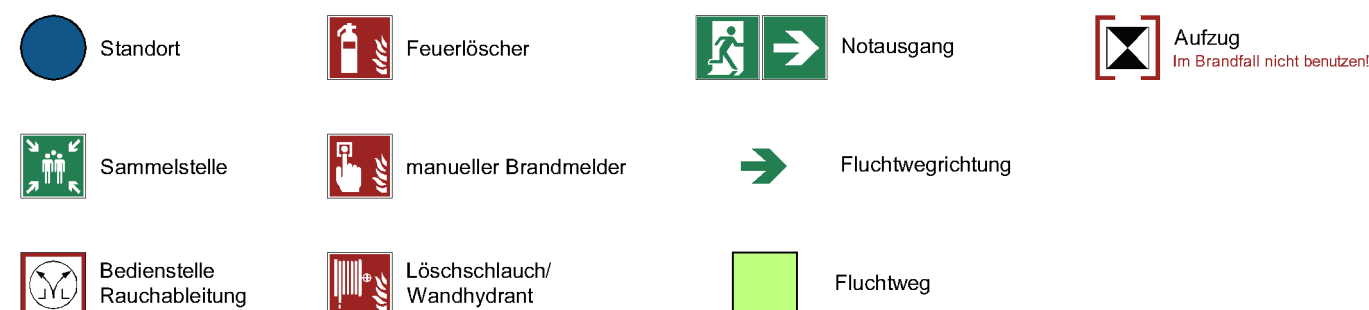 Standort
Feuerlöscher
Notausgang
Aufzug
Im Brandfall nicht benutzen!
Sammelstelle
manueller Brandmelder
Fluchtwegrichtung
Bedienstelle
Rauchableitung
Löschschlauch/
Wandhydrant
Fluchtweg